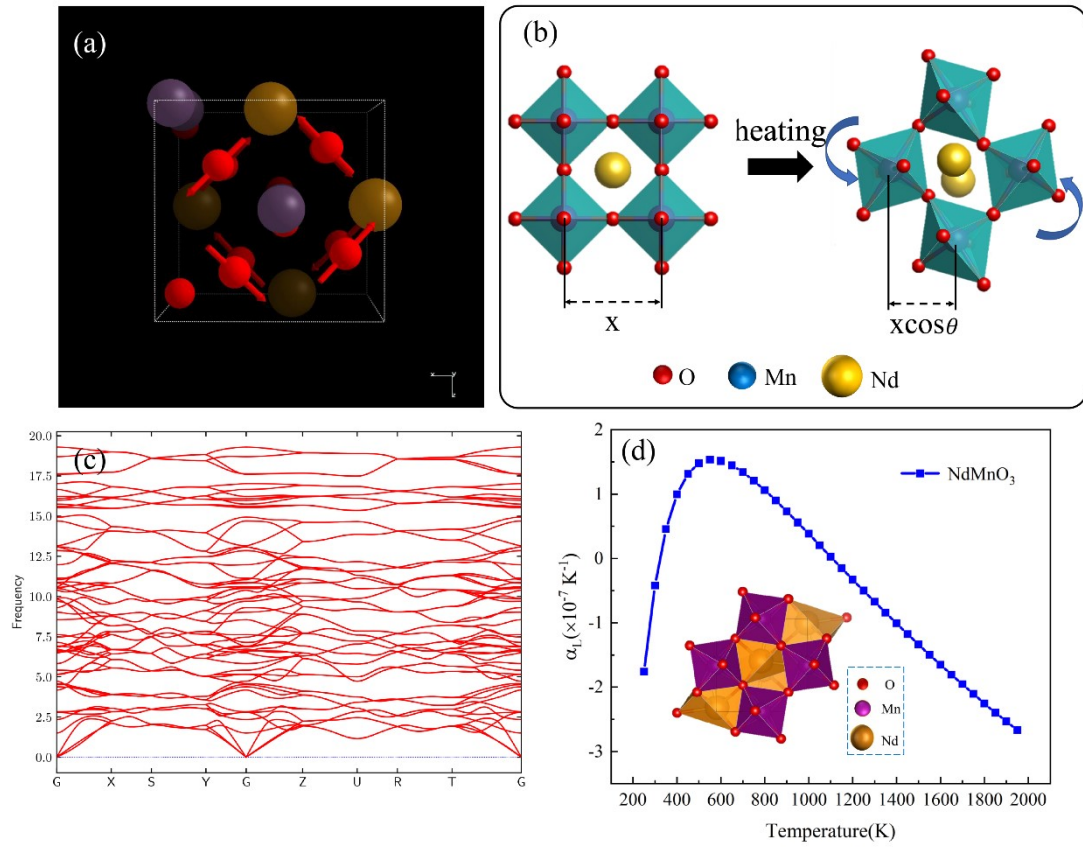 (a)
x y
z
(b)
heating
x
xcosθ
O Mn Nd
(c)
20.0
17.5
15.0
12.5
10.0
7.5
5.0
2.5
0.0
Frequency
G X S Y G Z U R T G
(d)
NdMnO₃
2
1
0
-1
-2
-3
α_L(×10⁻⁷ K⁻¹)
O
Mn
Nd
200 400 600 800 1000 1200 1400 1600 1800 2000
Temperature(K)